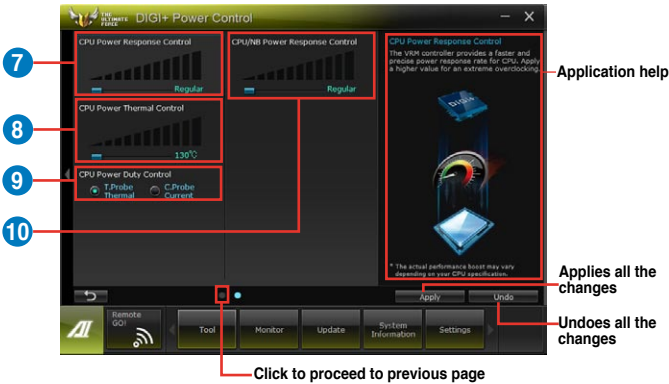 THE ULTIMATE FORCE DIGI+ Power Control
CPU Power Response Control
Regular
CPU/NB Power Response Control
Regular
CPU Power Thermal Control
130°C
CPU Power Duty Control
T.Probe Thermal
C.Probe Current
CPU Power Response Control
The VRM controller provides a faster and
precise power response rate for CPU. Apply
a higher value for an extreme overclocking.
DIGI+
* The actual performance boost may vary
depending on your CPU specification.
Apply
Undo
AI
Remote GO!
Tool
Monitor
Update
System Information
Settings
7
8
9
10
Application help
Applies all the
changes
Undoes all the
changes
Click to proceed to previous page